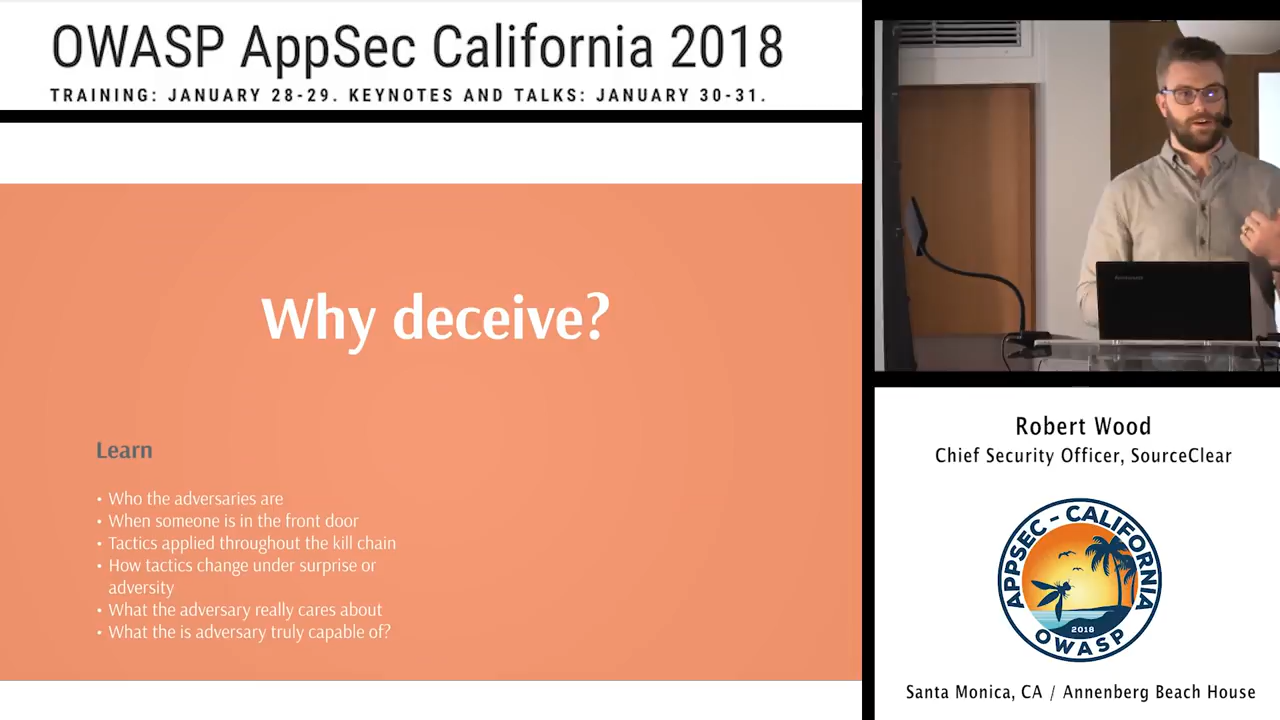 OWASP AppSec California 2018
TRAINING: JANUARY 28-29. KEYNOTES AND TALKS: JANUARY 30-31.
Why deceive?
Learn
• Who the adversaries are
• When someone is in the front door
• Tactics applied throughout the kill chain
• How tactics change under surprise or
adversity
• What the adversary really cares about
• What the is adversary truly capable of?
Robert Wood
Chief Security Officer, SourceClear
APPSEC - CALIFORNIA
2018
OWASP
Santa Monica, CA / Annenberg Beach House